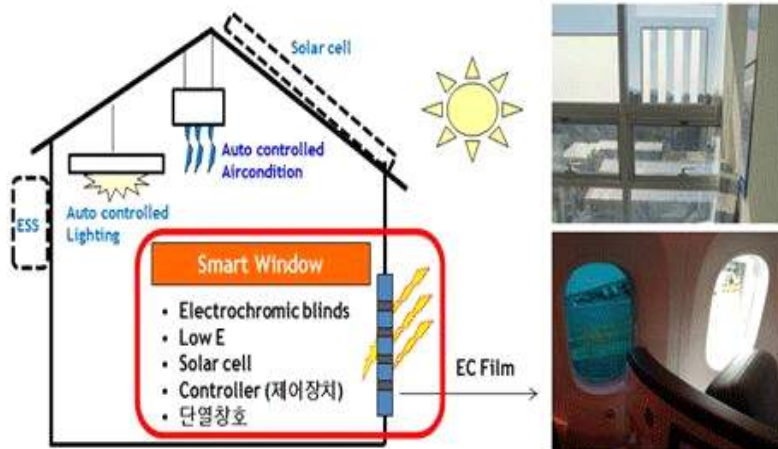 Solar cell
Auto controlled
Aircondition
ESS
Auto controlled
Lighting
Smart Window
• Electrochromic blinds
• Low E
• Solar cell
• Controller (제어장치)
• 단열창호
EC Film